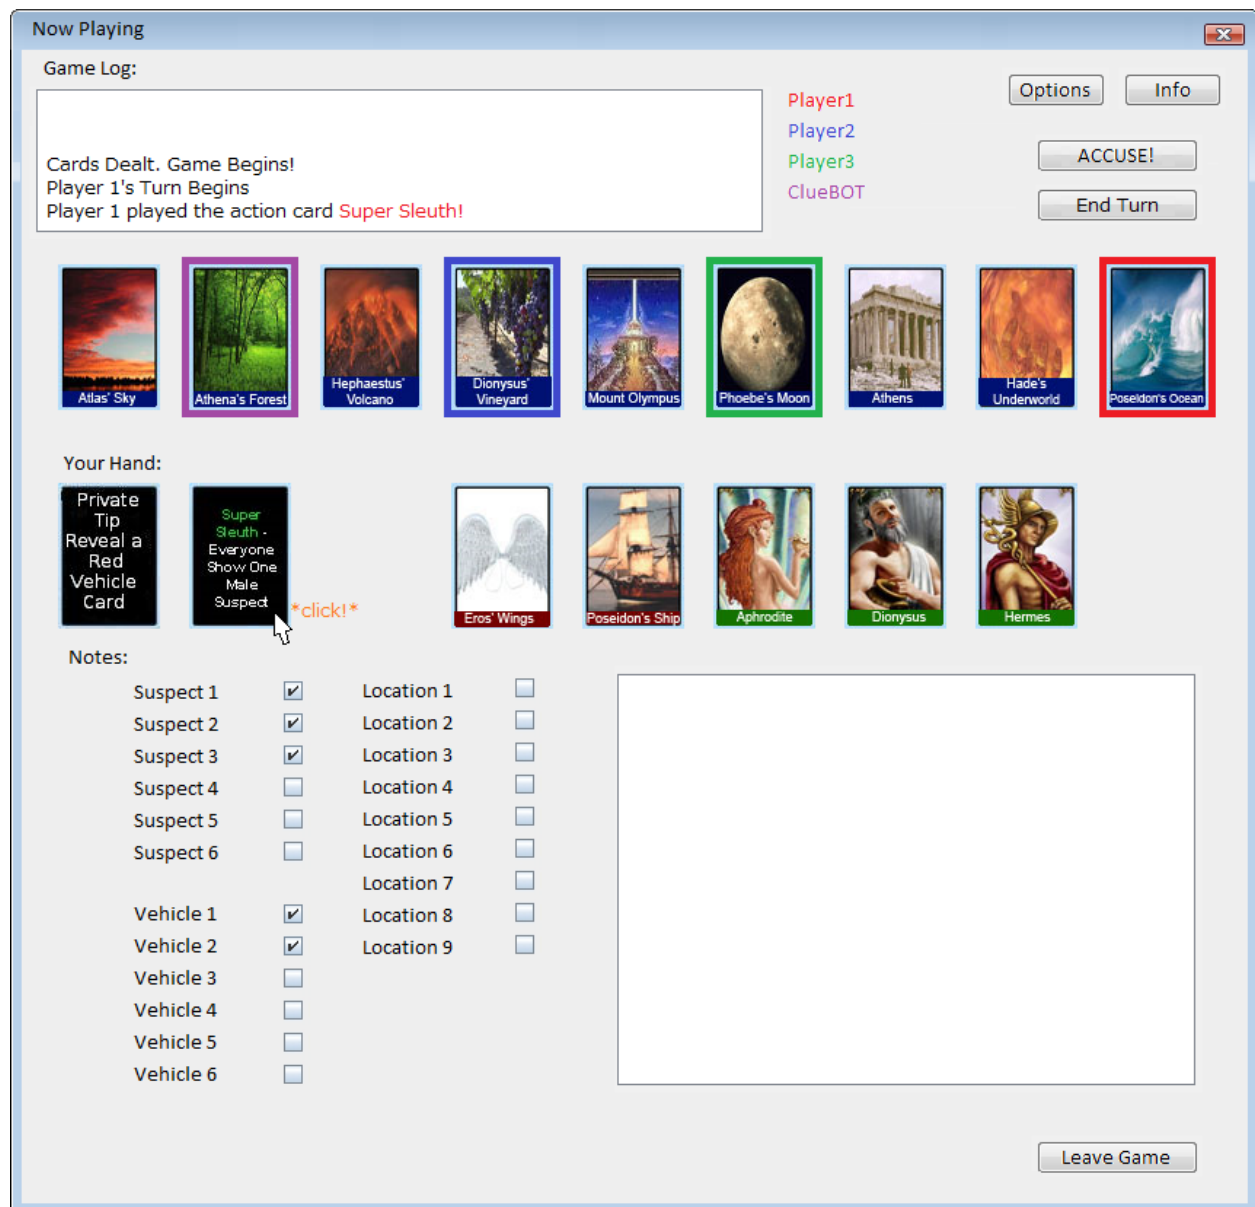 Now Playing
Game Log:
Options
Info
Player1
Player2
Player3
ClueBOT
ACCUSE!
End Turn
Cards Dealt. Game Begins!
Player 1's Turn Begins
Player 1 played the action card Super Sleuth!
Atlas' Sky
Athena's Forest
Hephaestus'
Volcano
Dionysus'
Vineyard
Mount Olympus
Phoebe's Moon
Athens
Hade's
Underworld
Poseidon's Ocean
Your Hand:
Private
Tip
Reveal a
Red
Vehicle
Card
Super
Sleuth -
Everyone
Show One
Male
Suspect
*click!*
Eros' Wings
Poseidon's Ship
Aphrodite
Dionysus
Hermes
Notes:
Suspect 1
Suspect 2
Suspect 3
Suspect 4
Suspect 5
Suspect 6
Vehicle 1
Vehicle 2
Vehicle 3
Vehicle 4
Vehicle 5
Vehicle 6
Location 1
Location 2
Location 3
Location 4
Location 5
Location 6
Location 7
Location 8
Location 9
Leave Game